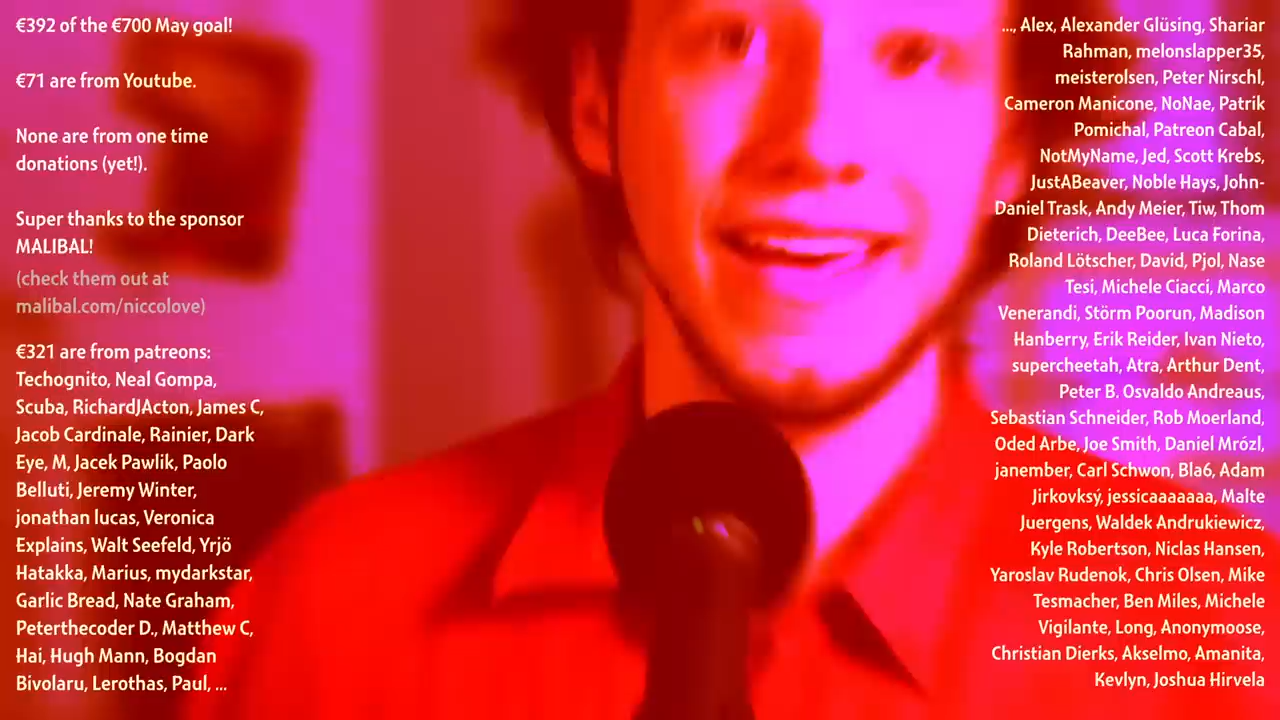 €392 of the €700 May goal!
€71 are from Youtube.
None are from one time
donations (yet!).
Super thanks to the sponsor
MALIBAL!
(check them out at
malibal.com/niccolove)
€321 are from patreons:
Techognito, Neal Gompa,
Scuba, RichardJActon, James C,
Jacob Cardinale, Rainier, Dark
Eye, M, Jacek Pawlik, Paolo
Belluti, Jeremy Winter,
jonathan lucas, Veronica
Explains, Walt Seefeld, Yrjö
Hatakka, Marius, mydarkstar,
Garlic Bread, Nate Graham,
Peterthecoder D., Matthew C,
Hai, Hugh Mann, Bogdan
Bivolaru, Lerothas, Paul, ...
..., Alex, Alexander Glüsing, Shariar
Rahman, melonslapper35,
meisterolsen, Peter Nirschl,
Cameron Manicone, NoNae, Patrik
Pomichal, Patreon Cabal,
NotMyName, Jed, Scott Krebs,
JustABeaver, Noble Hays, John-
Daniel Trask, Andy Meier, Tiw, Thom
Dieterich, DeeBee, Luca Forina,
Roland Lötscher, David, Pjol, Nase
Tesi, Michele Ciacci, Marco
Venerandi, Störm Poorun, Madison
Hanberry, Erik Reider, Ivan Nieto,
supercheetah, Atra, Arthur Dent,
Peter B. Osvaldo Andreaus,
Sebastian Schneider, Rob Moerland,
Oded Arbe, Joe Smith, Daniel Mrózl,
janember, Carl Schwon, Bla6, Adam
Jirkovksý, jessicaaaaaaa, Malte
Juergens, Waldek Andrukiewicz,
Kyle Robertson, Niclas Hansen,
Yaroslav Rudenok, Chris Olsen, Mike
Tesmacher, Ben Miles, Michele
Vigilante, Long, Anonymoose,
Christian Dierks, Akselmo, Amanita,
Kevlyn, Joshua Hirvela